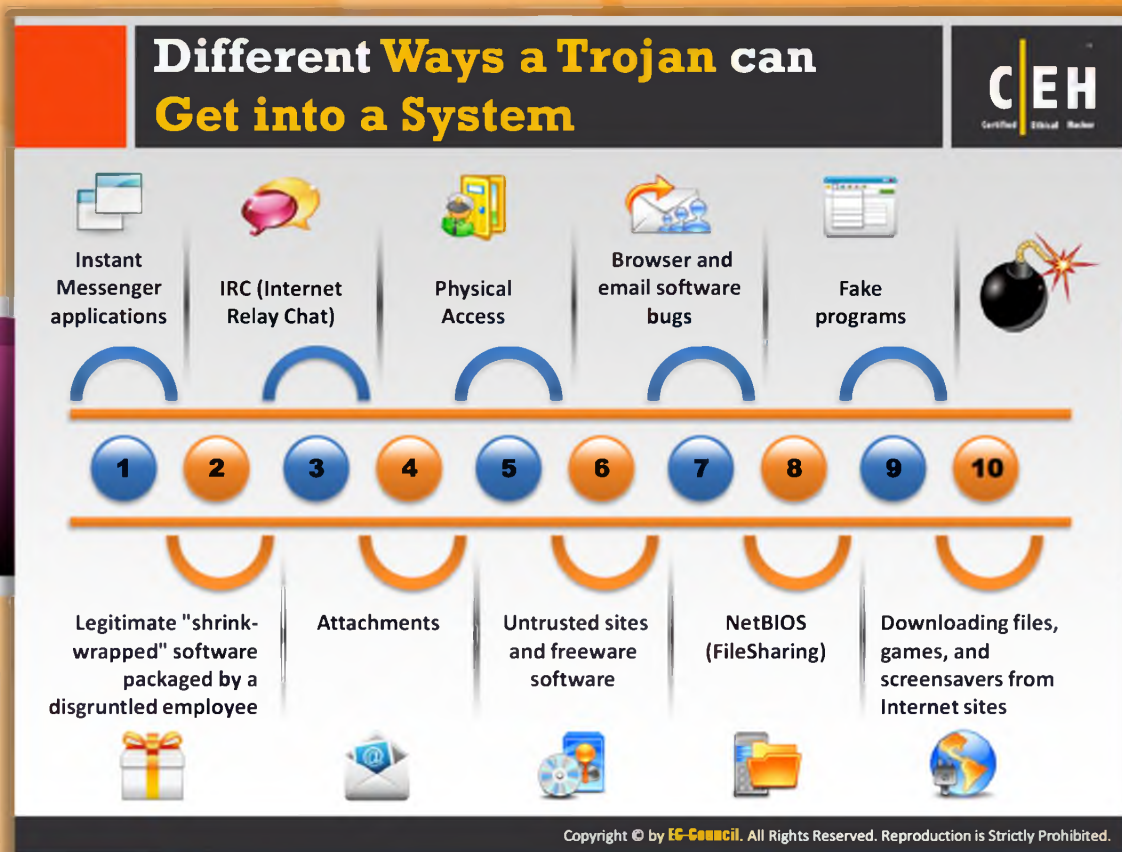 Different Ways a Trojan can
Get into a System
C EH
Certified Ethical Hacker
Instant
Messenger
applications
IRC (Internet
Relay Chat)
Physical
Access
Browser and
email software
bugs
Fake
programs
1 2 3 4 5 6 7 8 9 10
Legitimate "shrink-
wrapped" software
packaged by a
disgruntled employee
Attachments
Untrusted sites
and freeware
software
NetBIOS
(FileSharing)
Downloading files,
games, and
screensavers from
Internet sites
@
Copyright © by EC-Council. All Rights Reserved. Reproduction is Strictly Prohibited.